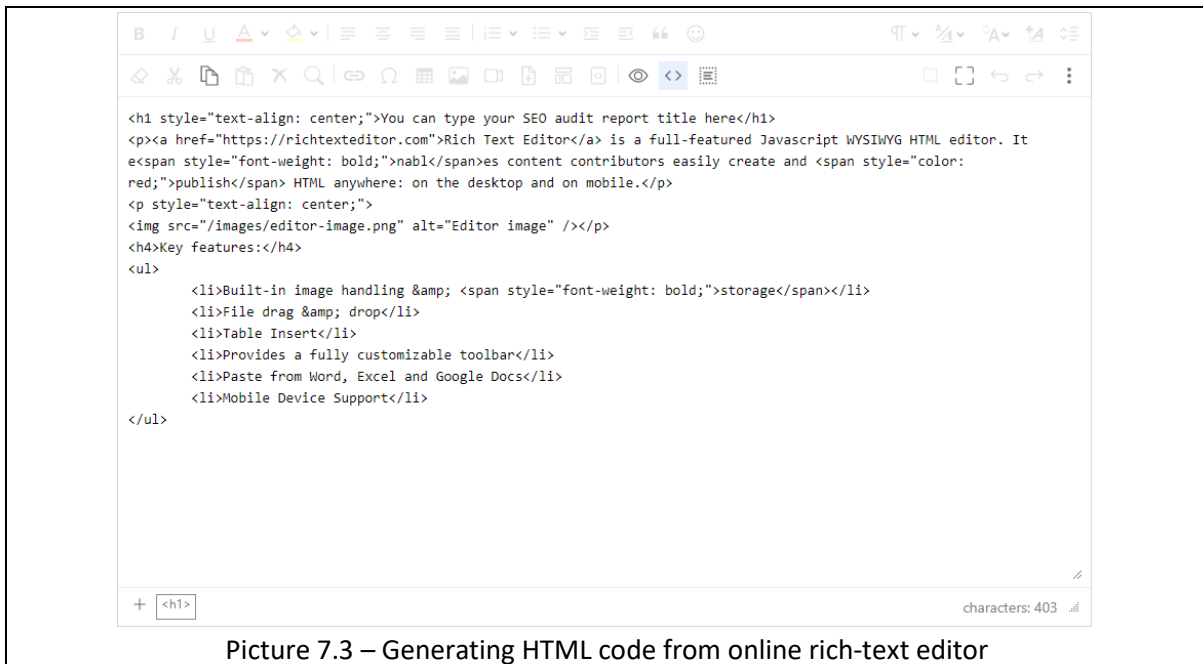 B I U A A ¶ A A A
Ω
<h1 style="text-align: center;">You can type your SEO audit report title here</h1>
<p><a href="https://richtexteditor.com">Rich Text Editor</a> is a full-featured Javascript WYSIWYG HTML editor. It
e<span style="font-weight: bold;">nabl</span>es content contributors easily create and <span style="color:
red;">publish</span> HTML anywhere: on the desktop and on mobile.</p>
<p style="text-align: center;">
<img src="/images/editor-image.png" alt="Editor image" /></p>
<h4>Key features:</h4>
<ul>
<li>Built-in image handling &amp; <span style="font-weight: bold;">storage</span></li>
<li>File drag &amp; drop</li>
<li>Table Insert</li>
<li>Provides a fully customizable toolbar</li>
<li>Paste from Word, Excel and Google Docs</li>
<li>Mobile Device Support</li>
</ul>
+ <h1> characters: 403
Picture 7.3 – Generating HTML code from online rich-text editor